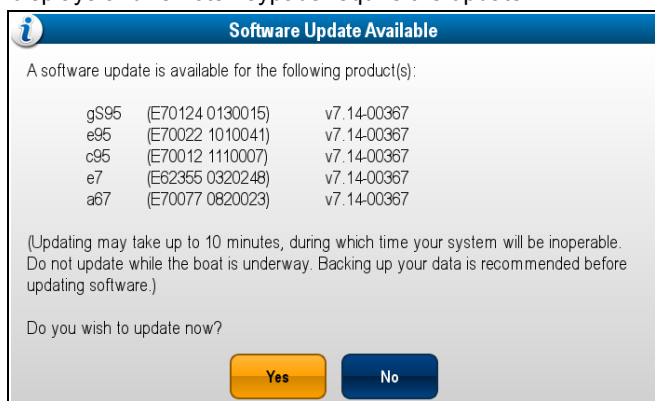 Software Update Available
A software update is available for the following product(s):
gS95 (E70124 0130015) v7.14-00367
e95 (E70022 1010041) v7.14-00367
c95 (E70012 1110007) v7.14-00367
e7 (E62355 0320248) v7.14-00367
a67 (E70077 0820023) v7.14-00367
(Updating may take up to 10 minutes, during which time your system will be inoperable.
Do not update while the boat is underway. Backing up your data is recommended before
updating software.)
Do you wish to update now?
Yes No